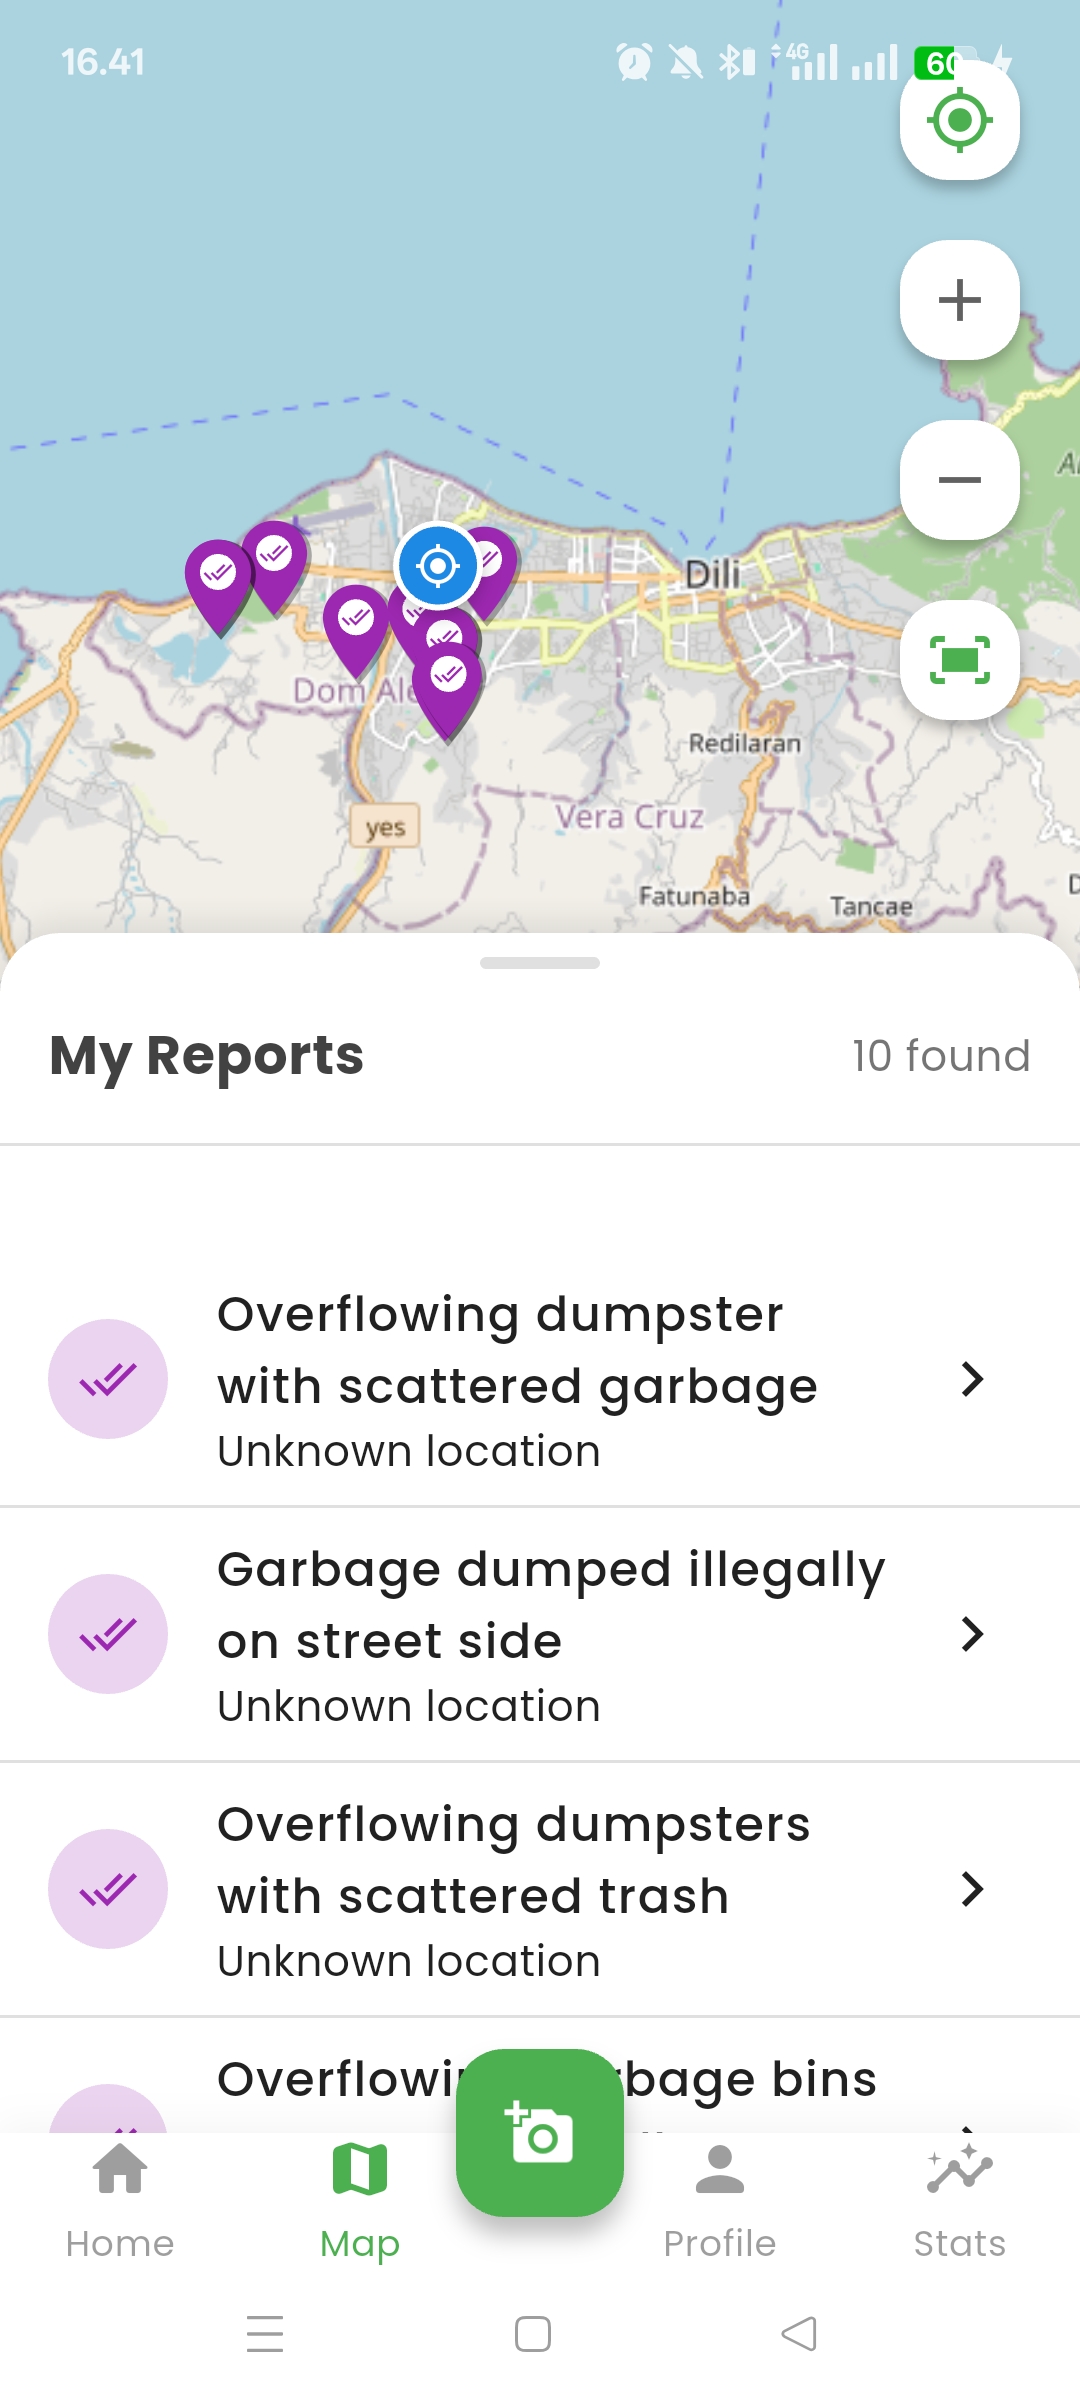 16.41
4G
60
Dili
Dom Ale
Redilaran
yes
Vera Cruz
Fatunaba
Tancae
My Reports
10 found
Overflowing dumpster
with scattered garbage
Unknown location
Garbage dumped illegally
on street side
Unknown location
Overflowing dumpsters
with scattered trash
Unknown location
bage bins
Home
Map
Profile
Stats